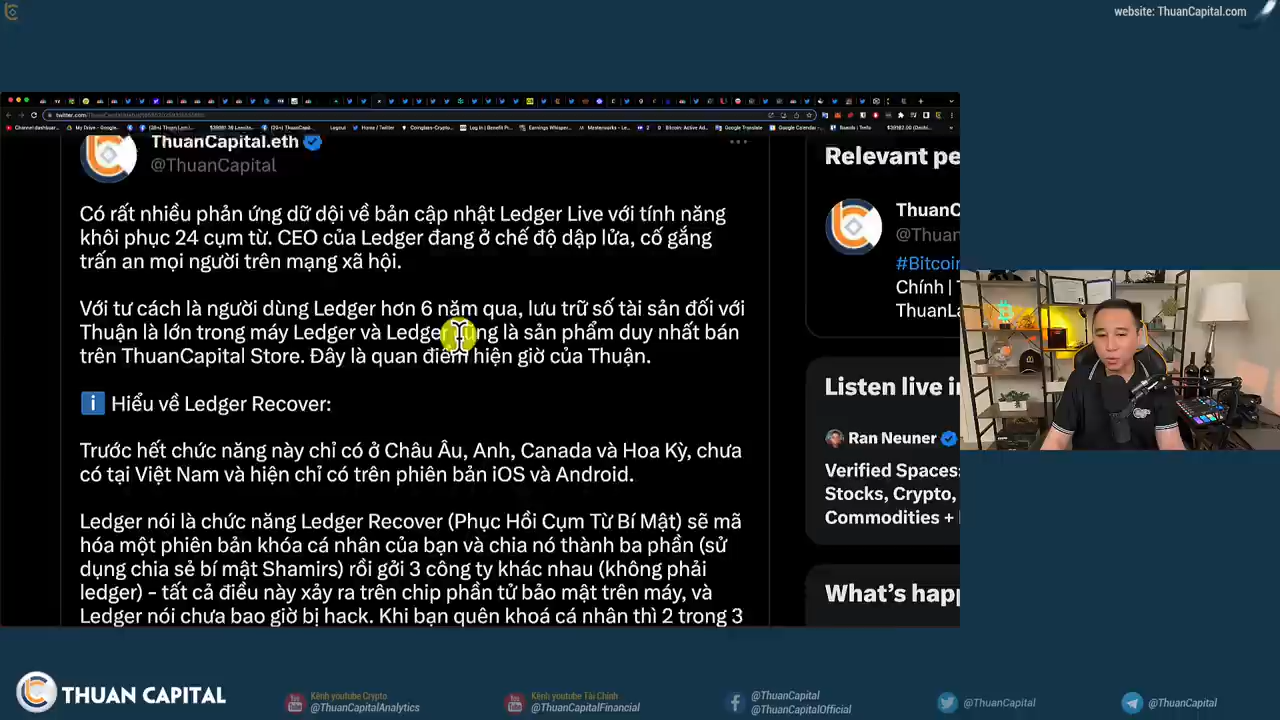 website: ThuanCapital.com
ThuanCapital.eth
@ThuanCapital
Có rất nhiều phản ứng dữ dội về bản cập nhật Ledger Live với tính năng
khôi phục 24 cụm từ. CEO của Ledger đang ở chế độ dập lửa, cố gắng
trấn an mọi người trên mạng xã hội.
Với tư cách là người dùng Ledger hơn 6 năm qua, lưu trữ số tài sản đối với
Thuận là lớn trong máy Ledger và Ledger cũng là sản phẩm duy nhất bán
trên ThuanCapital Store. Đây là quan điểm hiện giờ của Thuận.
i Hiểu về Ledger Recover:
Trước hết chức năng này chỉ có ở Châu Âu, Anh, Canada và Hoa Kỳ, chưa
có tại Việt Nam và hiện chỉ có trên phiên bản iOS và Android.
Ledger nói là chức năng Ledger Recover (Phục Hồi Cụm Từ Bí Mật) sẽ mã
hóa một phiên bản khóa cá nhân của bạn và chia nó thành ba phần (sử
dụng chia sẻ bí mật Shamirs) rồi gởi 3 công ty khác nhau (không phải
ledger) - tất cả điều này xảy ra trên chip phần tử bảo mật trên máy, và
Ledger nói chưa bao giờ bị hack. Khi bạn quên khoá cá nhân thì 2 trong 3
Relevant pe
ThuanC
@Thuan
#Bitcoin
Chính |
ThuanL
Listen live i
Ran Neuner
Verified Spaces:
Stocks, Crypto,
Commodities +
What's happ
THUAN CAPITAL
Kênh youtube Crypto
@ThuanCapitalAnalytics
Kênh youtube Tài Chính
@ThuanCapitalFinancial
@ThuanCapital
@ThuanCapitalOfficial
@ThuanCapital
@ThuanCapital